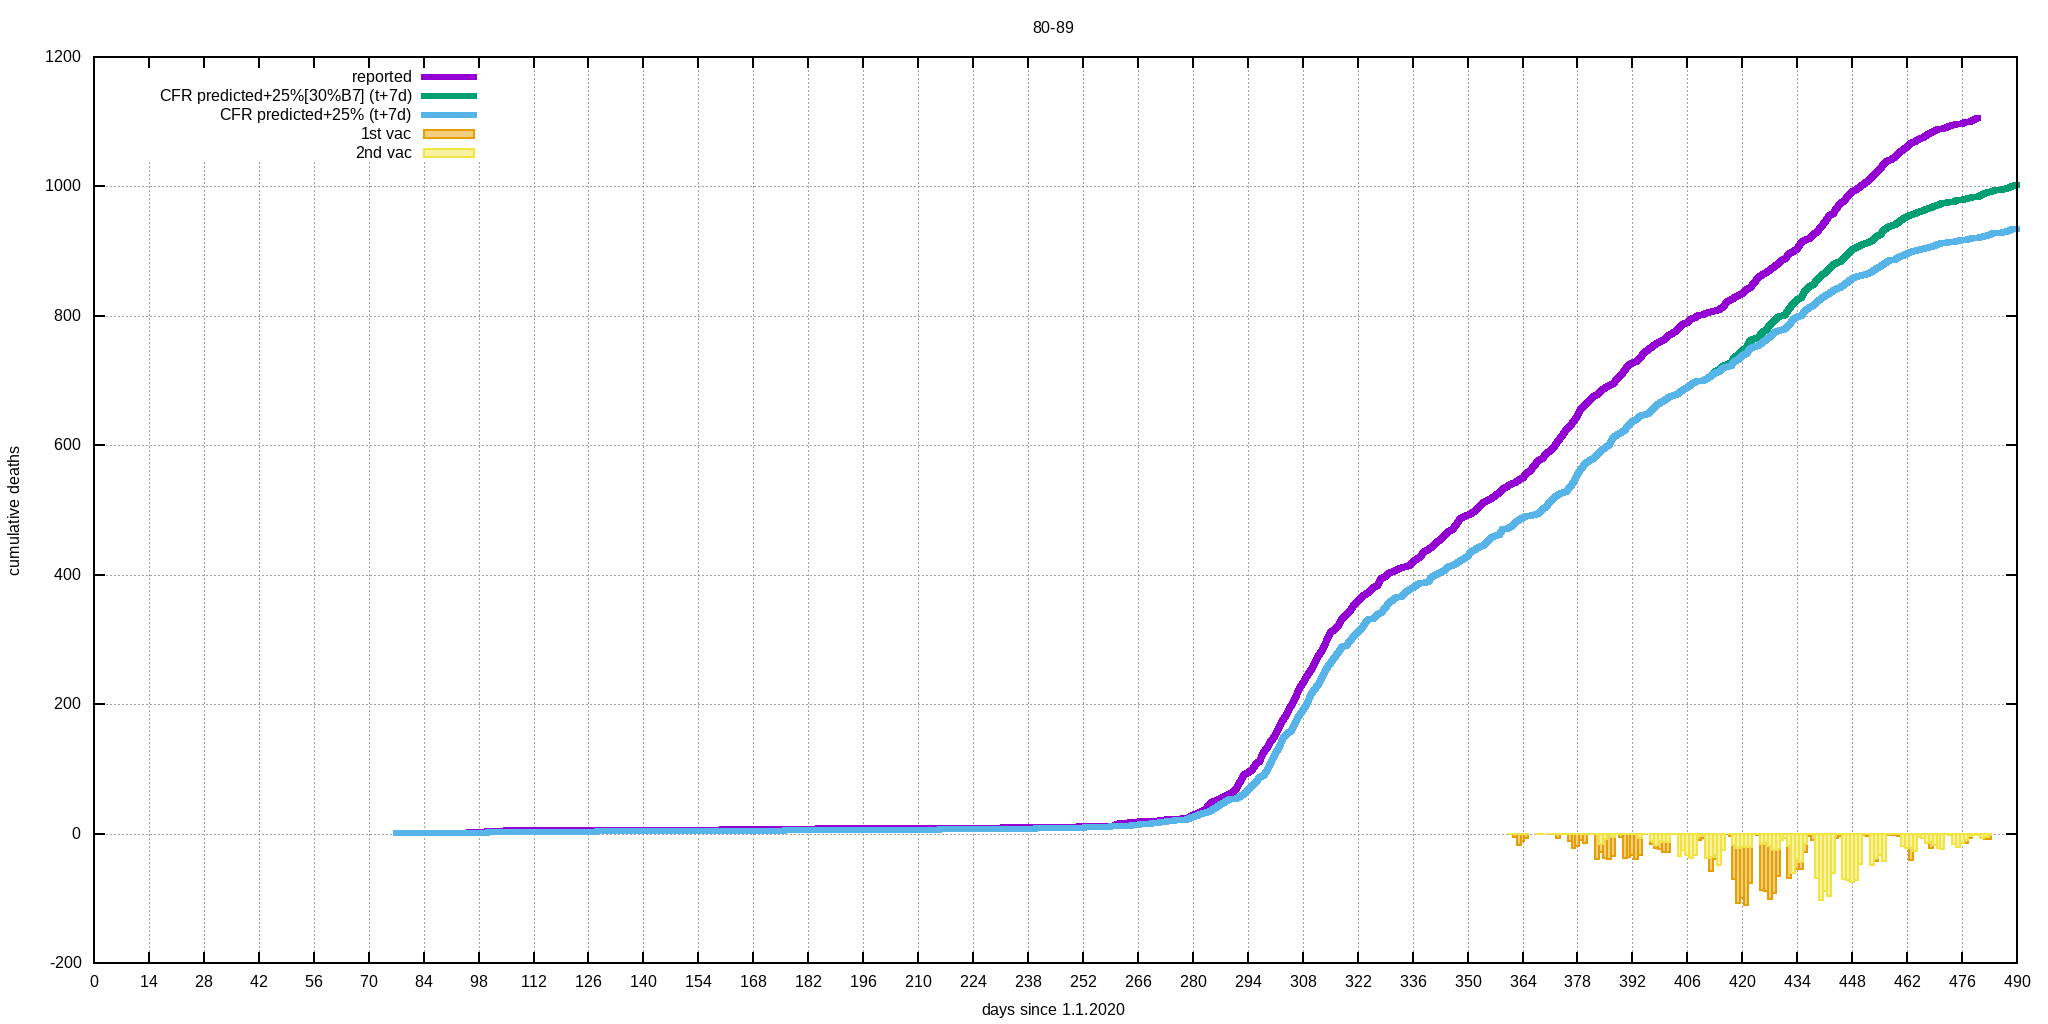 80-89
1200
1000
800
600
400
200
0
-200
cumulative deaths
reported
CFR predicted+25%[30%B7] (t+7d)
CFR predicted+25% (t+7d)
1st vac
2nd vac
0 14 28 42 56 70 84 98 112 126 140 154 168 182 196 210 224 238 252 266 280 294 308 322 336 350 364 378 392 406 420 434 448 462 476 490
days since 1.1.2020